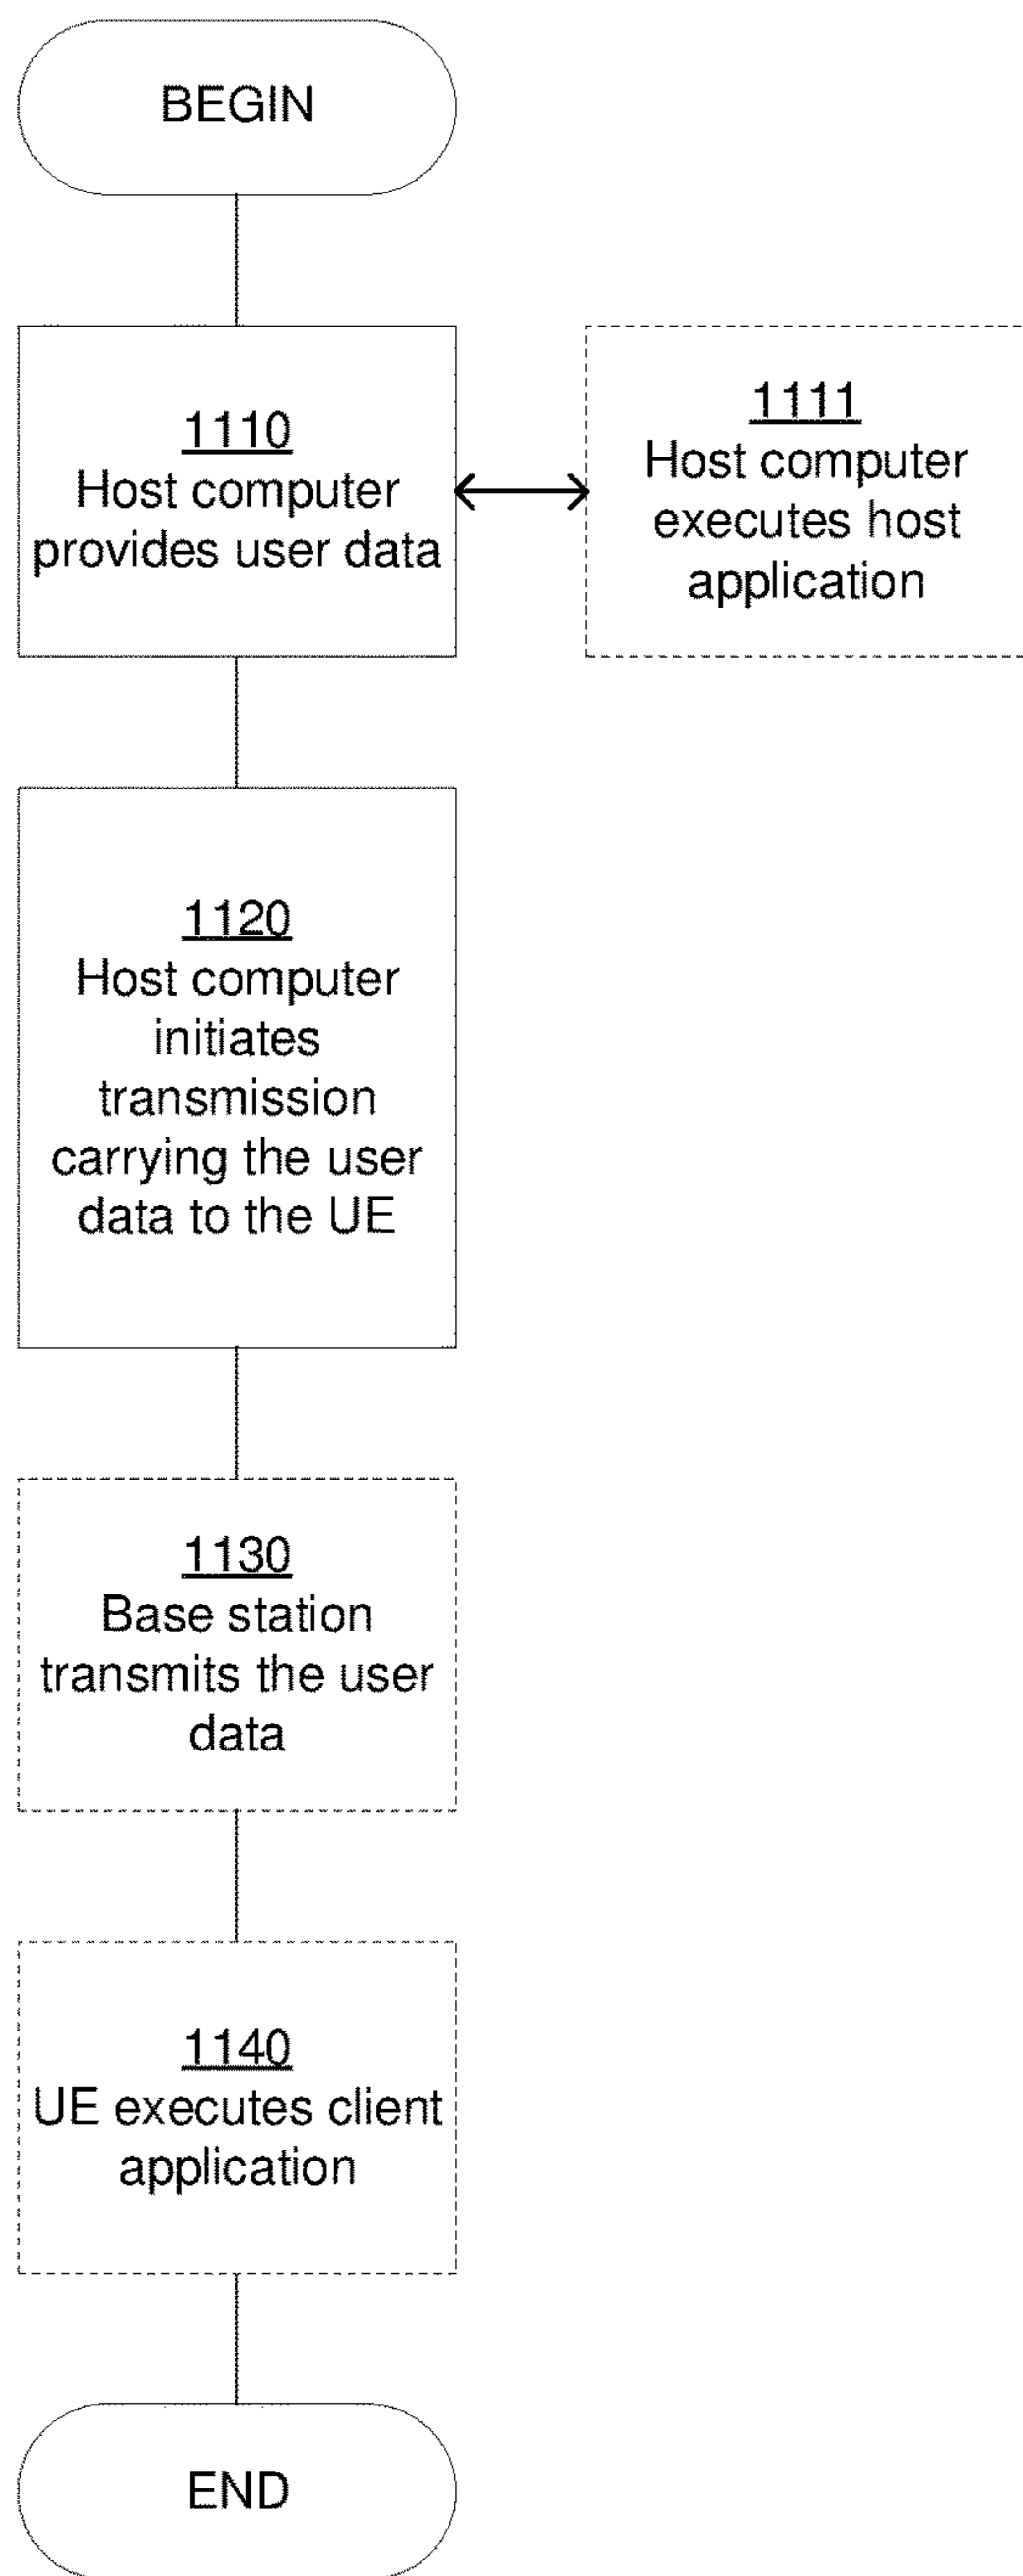 BEGIN
1110
Host computer
provides user data
1111
Host computer
executes host
application
1120
Host computer
initiates
transmission
carrying the user
data to the UE
1130
Base station
transmits the user
data
1140
UE executes client
application
END